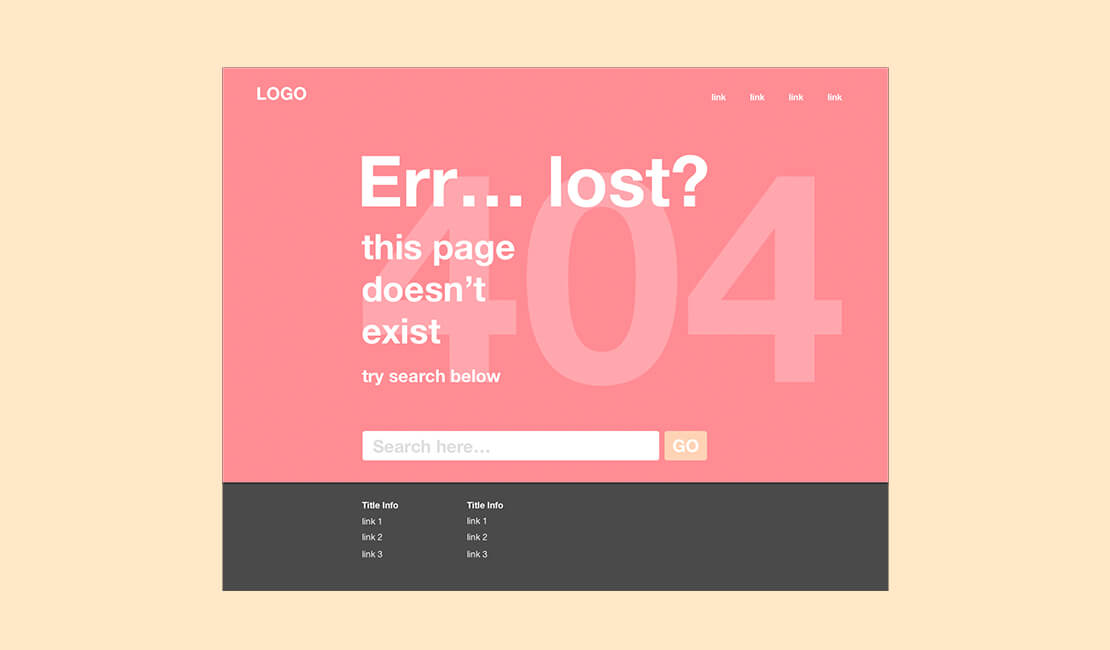 LOGO
link link link link
Err... lost?
404
this page
doesn't
exist
try search below
Search here...
GO
Title Info
link 1
link 2
link 3
Title Info
link 1
link 2
link 3